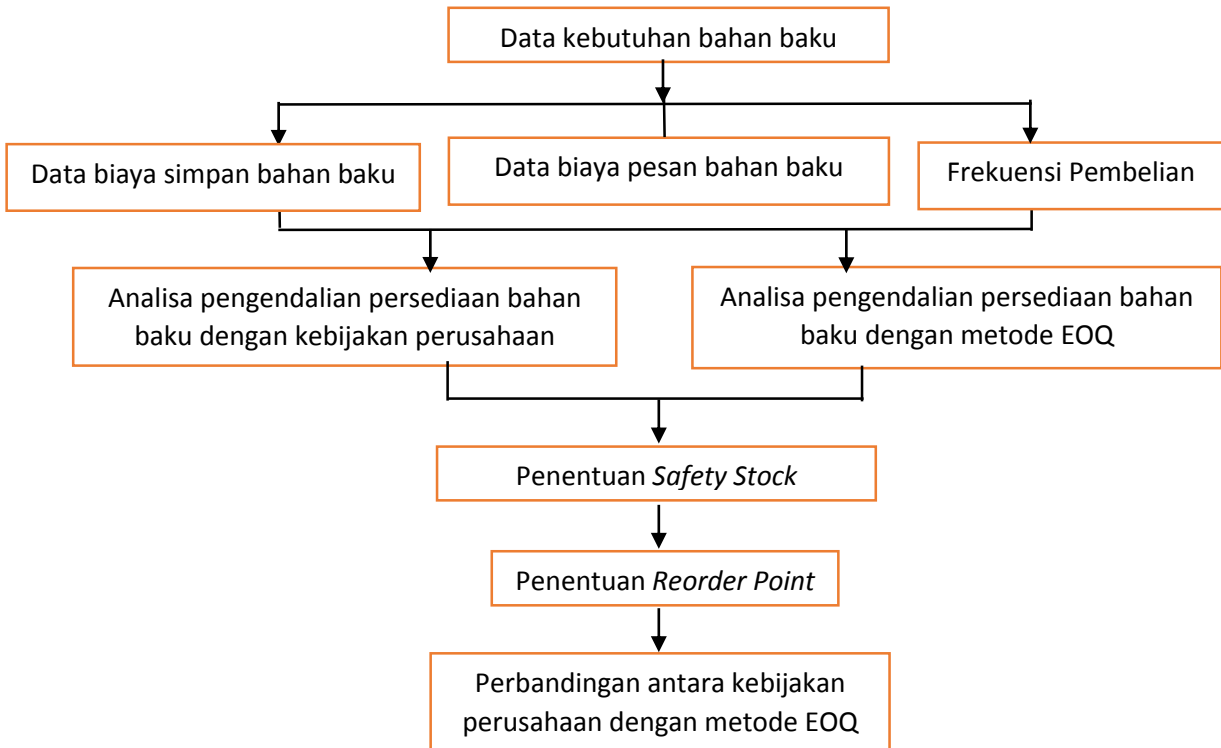 Data kebutuhan bahan baku
Data biaya simpan bahan baku
Data biaya pesan bahan baku
Frekuensi Pembelian
Analisa pengendalian persediaan bahan
baku dengan kebijakan perusahaan
Analisa pengendalian persediaan bahan
baku dengan metode EOQ
Penentuan Safety Stock
Penentuan Reorder Point
Perbandingan antara kebijakan
perusahaan dengan metode EOQ